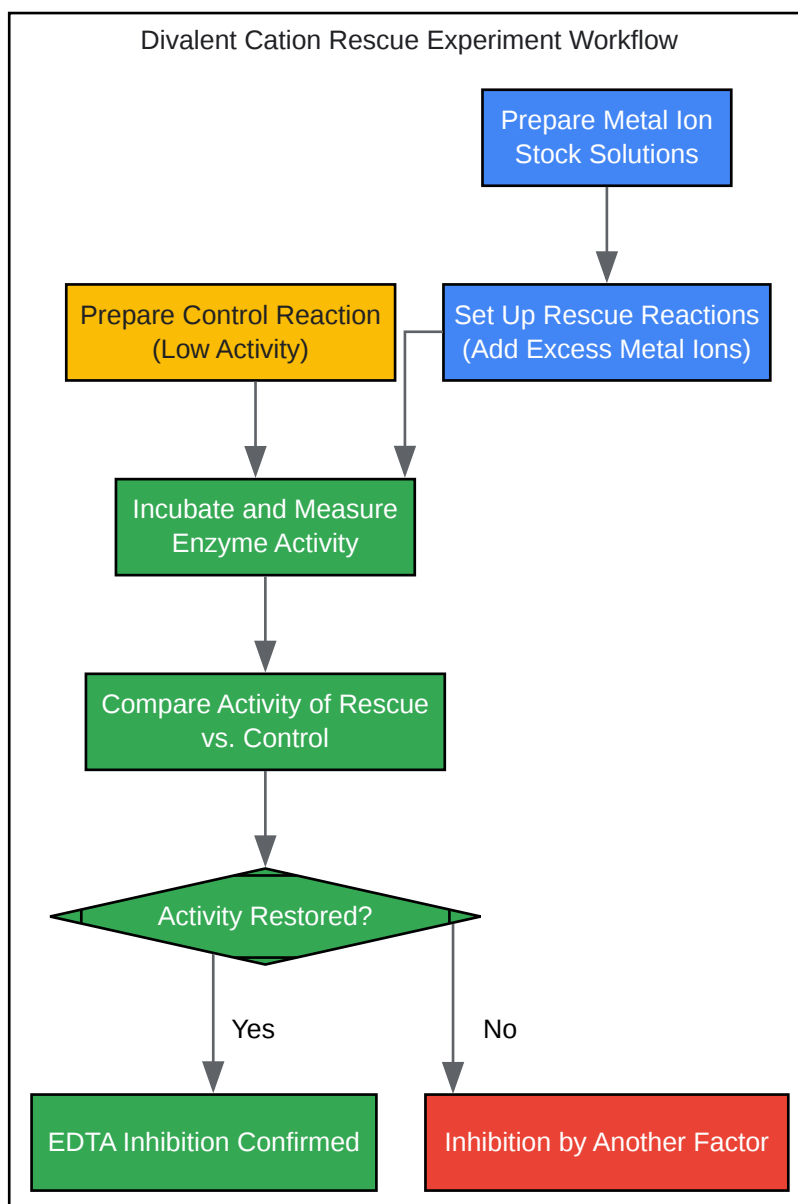 Divalent Cation Rescue Experiment Workflow
Prepare Metal Ion
Stock Solutions
Prepare Control Reaction
(Low Activity)
Set Up Rescue Reactions
(Add Excess Metal Ions)
Incubate and Measure
Enzyme Activity
Compare Activity of Rescue
vs. Control
Activity Restored?
Yes
No
EDTA Inhibition Confirmed
Inhibition by Another Factor